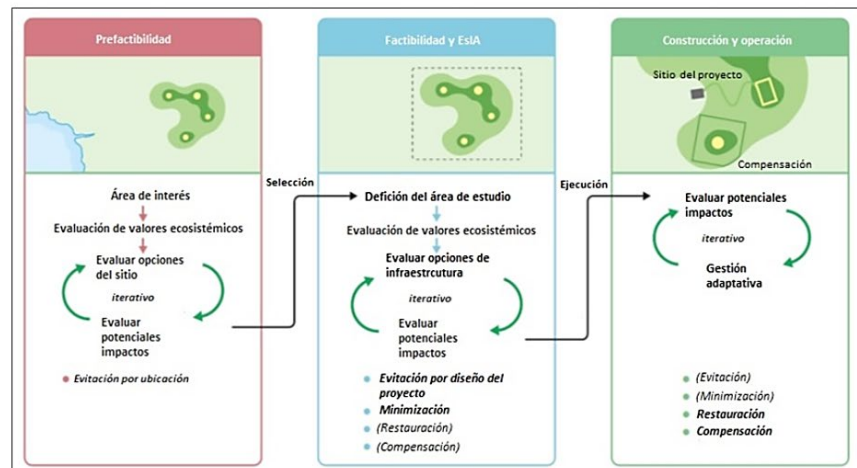 Prefactibilidad
Área de interés
Evaluación de valores ecosistémicos
Evaluar opciones
del sitio
iterativo
Evaluar
potenciales
impactos
Evitación por ubicación
Selección
Factibilidad y EsIA
Defición del área de estudio
Evaluación de valores ecosistémicos
Evaluar opciones de
infraestrcutura
iterativo
Evaluar
potenciales
impactos
Evitación por diseño del
proyecto
Minimización
(Restauración)
(Compensación)
Ejecución
Construcción y operación
Sitio del proyecto
Compensación
Evaluar potenciales
impactos
iterativo
Gestión
adaptativa
(Evitación)
(Minimización)
Restauración
Compensación